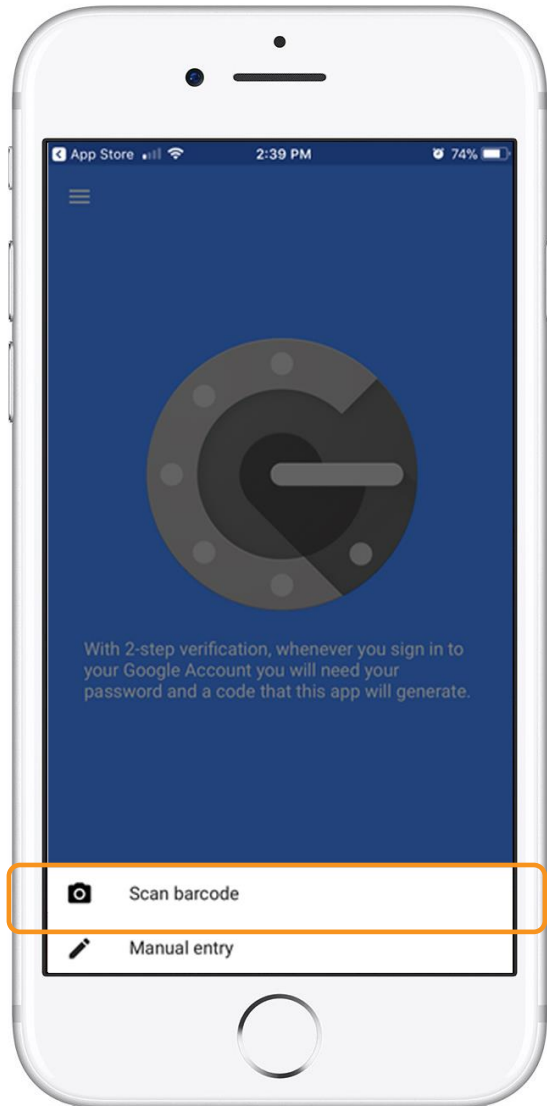 App Store 2:39 PM 74%
With 2-step verification, whenever you sign in to
your Google Account you will need your
password and a code that this app will generate.
Scan barcode
Manual entry